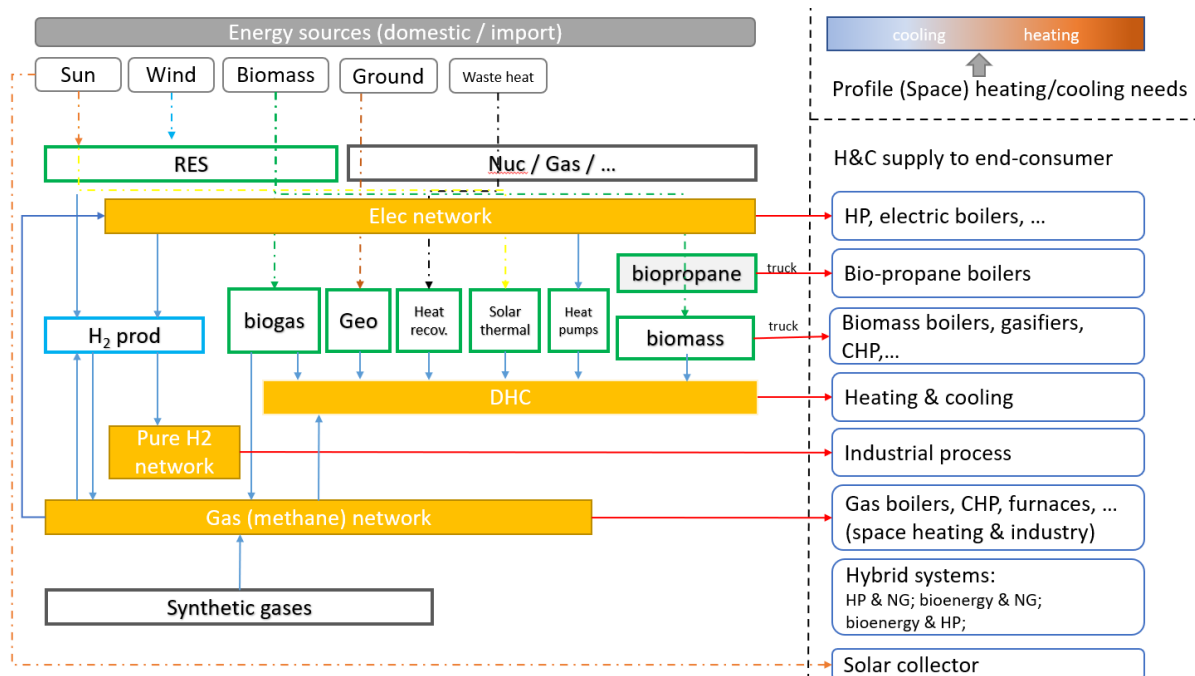 Energy sources (domestic / import)
Sun
Wind
Biomass
Ground
Waste heat
RES
Nuc / Gas / ...
Elec network
biopropane
truck
biogas
Geo
Heat
recov.
Solar
thermal
Heat
pumps
biomass
truck
H₂ prod
DHC
Pure H2
network
Gas (methane) network
Synthetic gases
cooling
heating
Profile (Space) heating/cooling needs
H&C supply to end-consumer
HP, electric boilers, ...
Bio-propane boilers
Biomass boilers, gasifiers,
CHP,...
Heating & cooling
Industrial process
Gas boilers, CHP, furnaces, ...
(space heating & industry)
Hybrid systems:
HP & NG; bioenergy & NG;
bioenergy & HP;
Solar collector